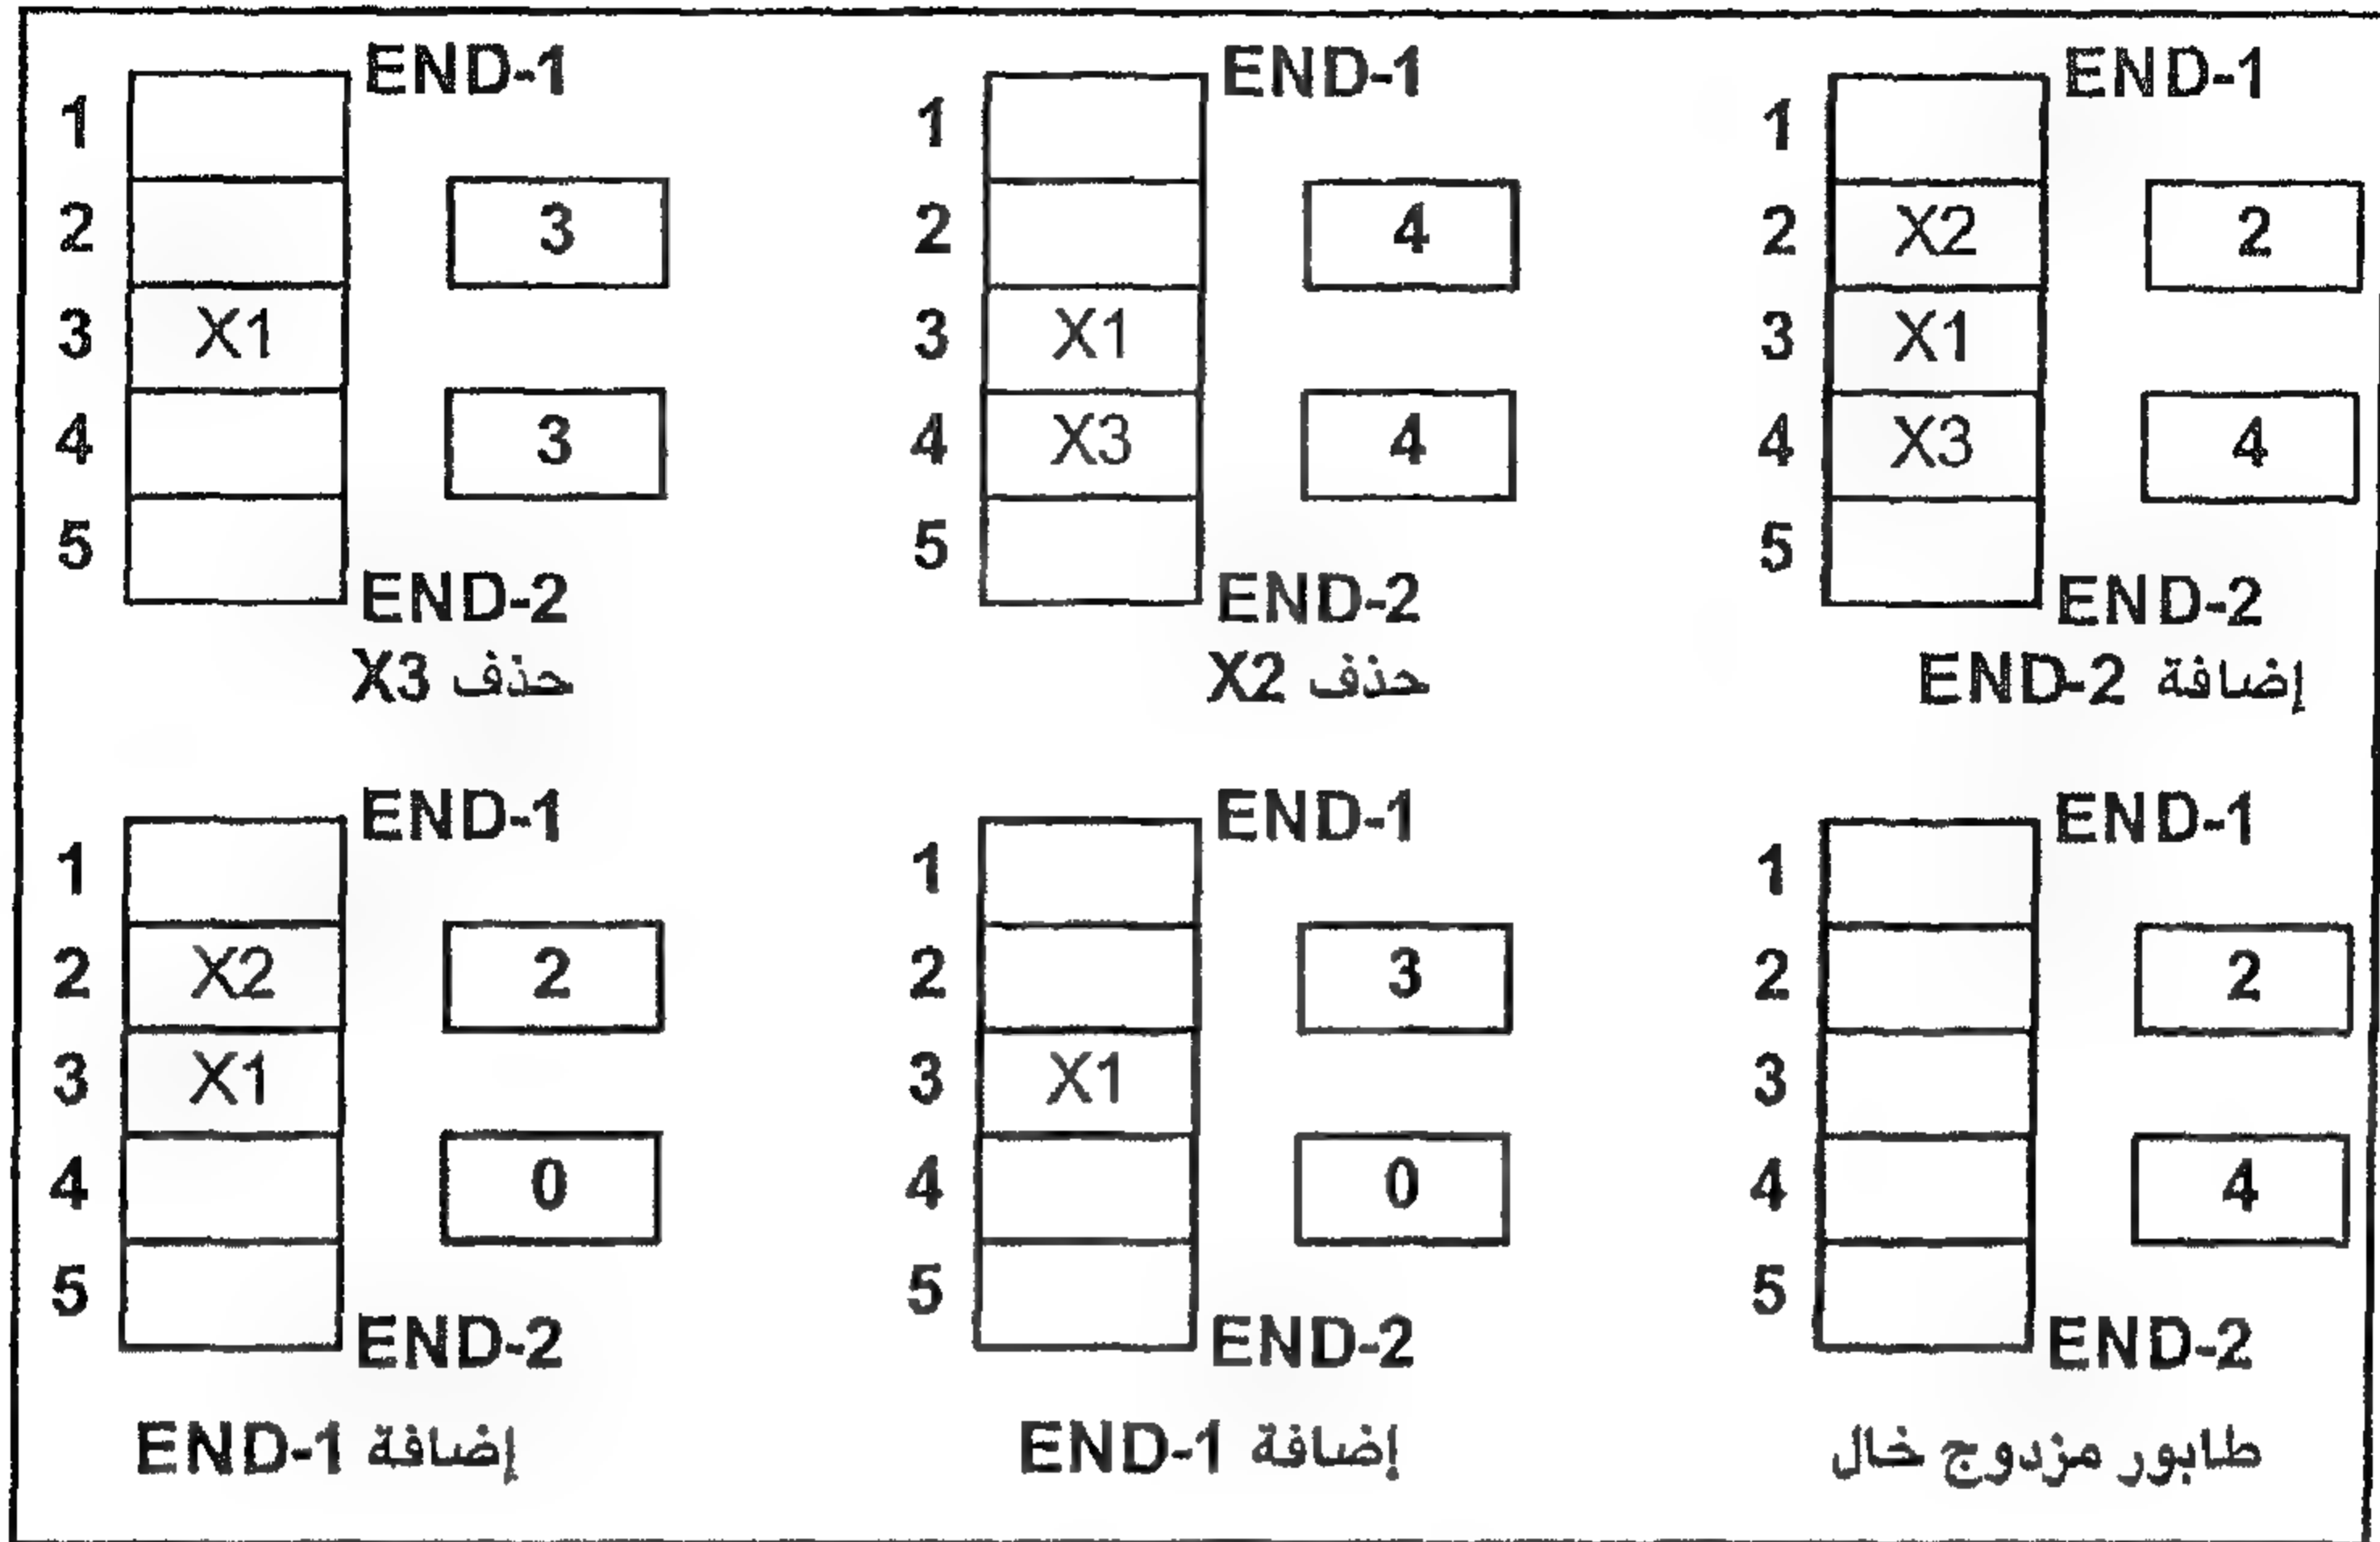 END-1 END-1 END-1
1 1 1
2 3 2 4 2 X2 2
3 X1 3 X1 3 X1
4 3 4 X3 4 4 X3 4
5 5 5
END-2 END-2 END-2
حذف X3 حذف X2 إضافة END-2
END-1 END-1 END-1
1 1 1
2 X2 2 2 3 2 2
3 X1 3 X1 3
4 0 4 0 4 4
5 5 5
END-2 END-2 END-2
إضافة END-1 إضافة END-1 طابور مزدوج خال